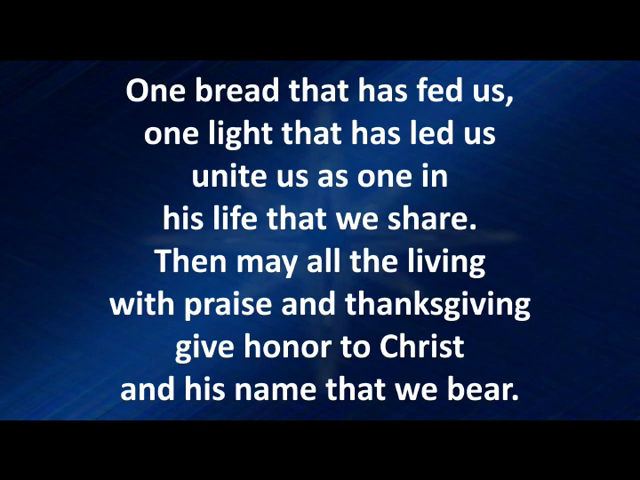 One bread that has fed us,
one light that has led us
unite us as one in
his life that we share.
Then may all the living
with praise and thanksgiving
give honor to Christ
and his name that we bear.